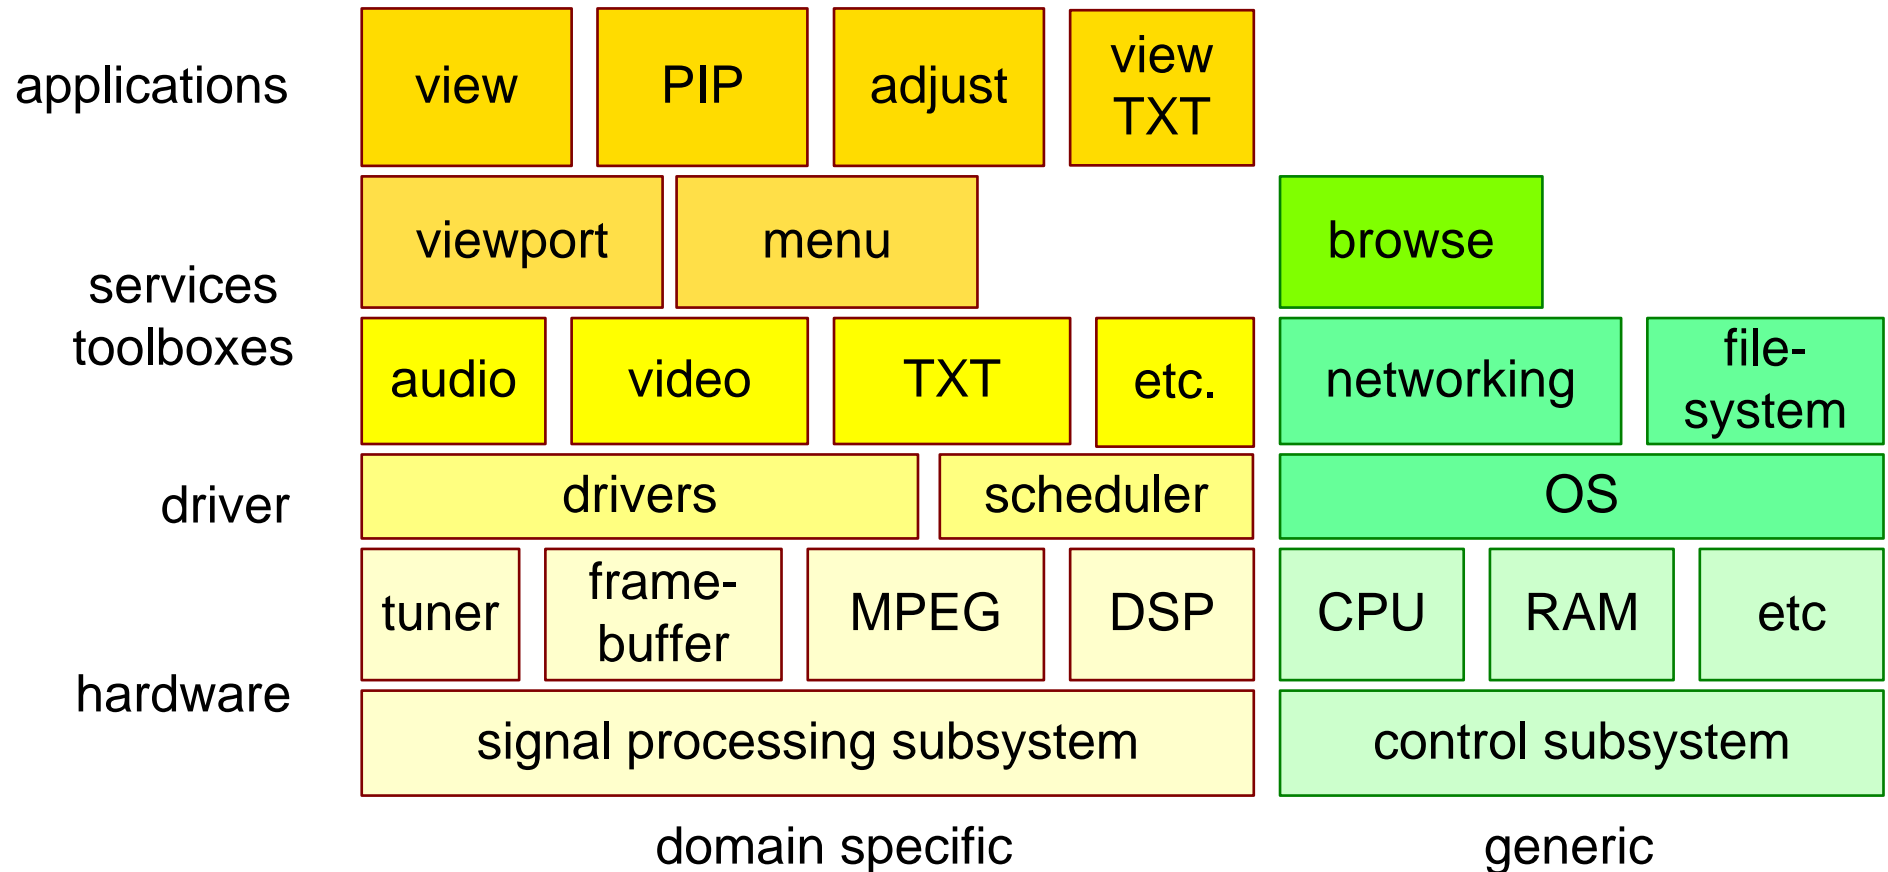 applications
view
PIP
adjust
view
TXT
services
toolboxes
viewport
menu
browse
audio
video
TXT
etc.
networking
file-
system
driver
drivers
scheduler
OS
hardware
tuner
frame-
buffer
MPEG
DSP
CPU
RAM
etc
signal processing subsystem
control subsystem
domain specific
generic